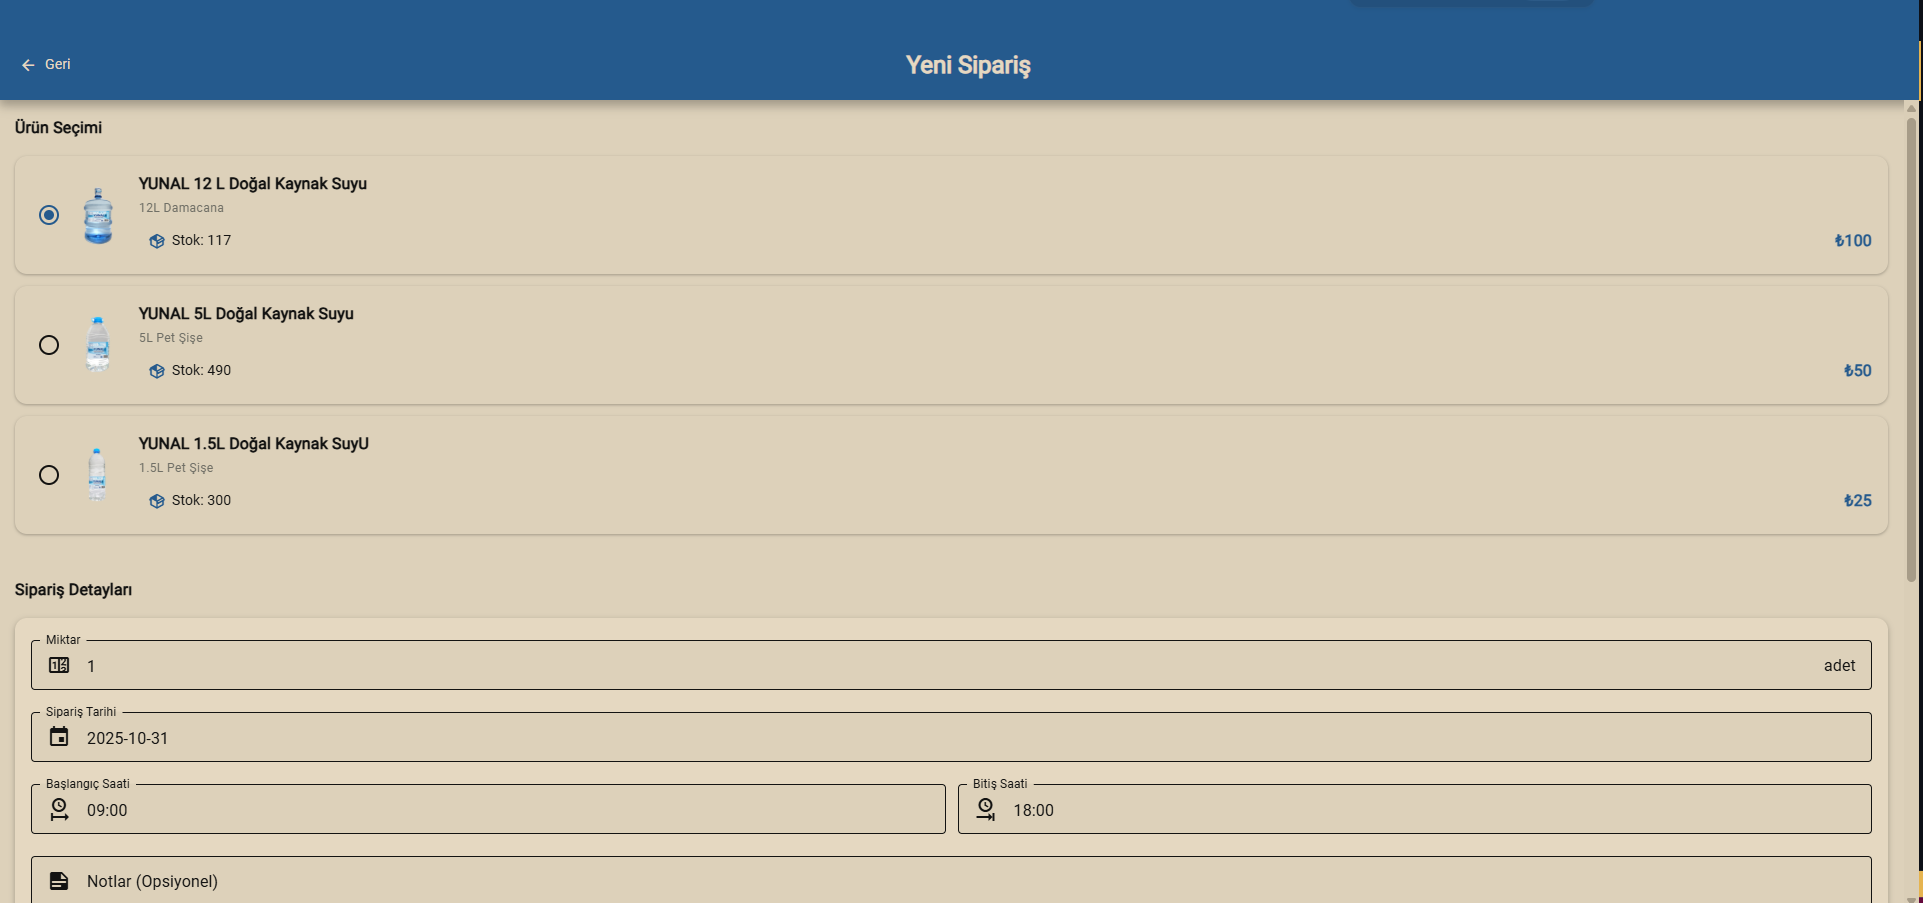 Geri
Yeni Sipariş
Ürün Seçimi
YUNAL 12 L Doğal Kaynak Suyu
12L Damacana
Stok: 117
₺100
YUNAL 5L Doğal Kaynak Suyu
5L Pet Şişe
Stok: 490
₺50
YUNAL 1.5L Doğal Kaynak SuyU
1.5L Pet Şişe
Stok: 300
₺25
Sipariş Detayları
Miktar
1 adet
Sipariş Tarihi
2025-10-31
Başlangıç Saati
09:00
Bitiş Saati
18:00
Notlar (Opsiyonel)